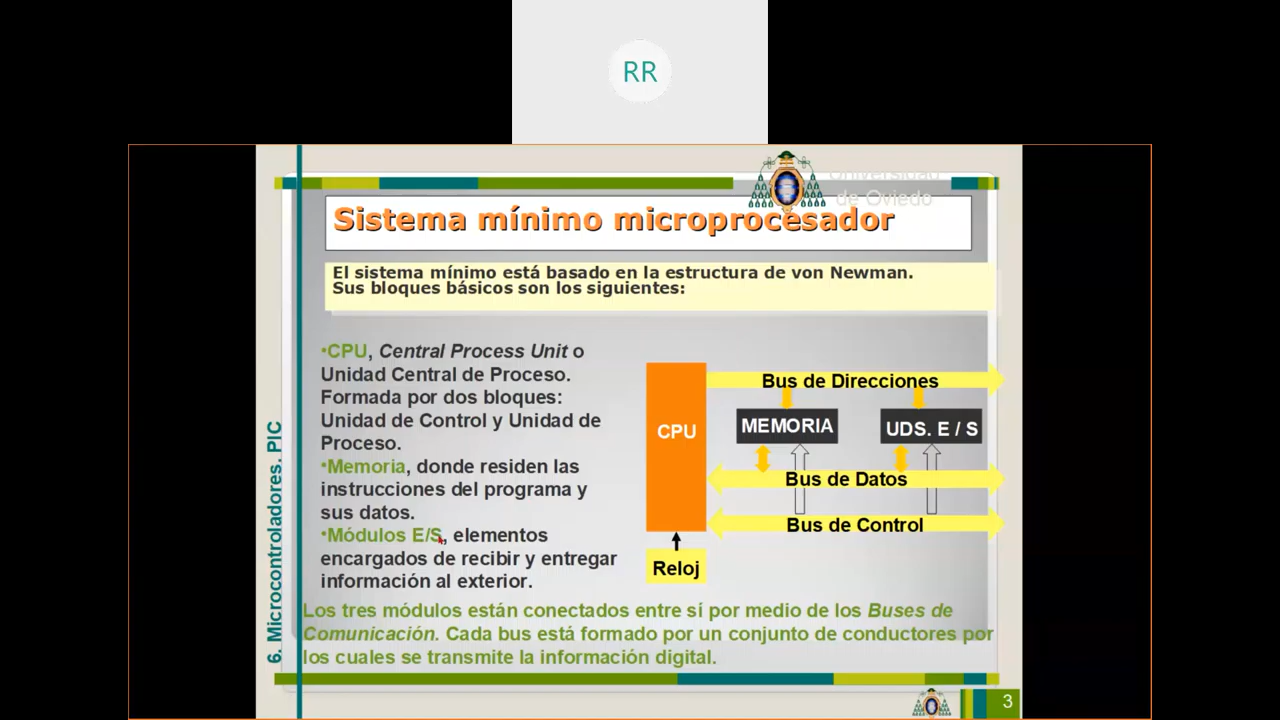 RR
Universidad
de Oviedo
Sistema mínimo microprocesador
El sistema mínimo está basado en la estructura de von Newman.
Sus bloques básicos son los siguientes:
•CPU, Central Process Unit o
Unidad Central de Proceso.
Formada por dos bloques:
Unidad de Control y Unidad de
Proceso.
•Memoria, donde residen las
instrucciones del programa y
sus datos.
•Módulos E/S, elementos
encargados de recibir y entregar
información al exterior.
CPU
Bus de Direcciones
MEMORIA
UDS. E / S
Bus de Datos
Bus de Control
Reloj
Los tres módulos están conectados entre sí por medio de los Buses de
Comunicación. Cada bus está formado por un conjunto de conductores por
los cuales se transmite la información digital.
6. Microcontroladores. PIC
3